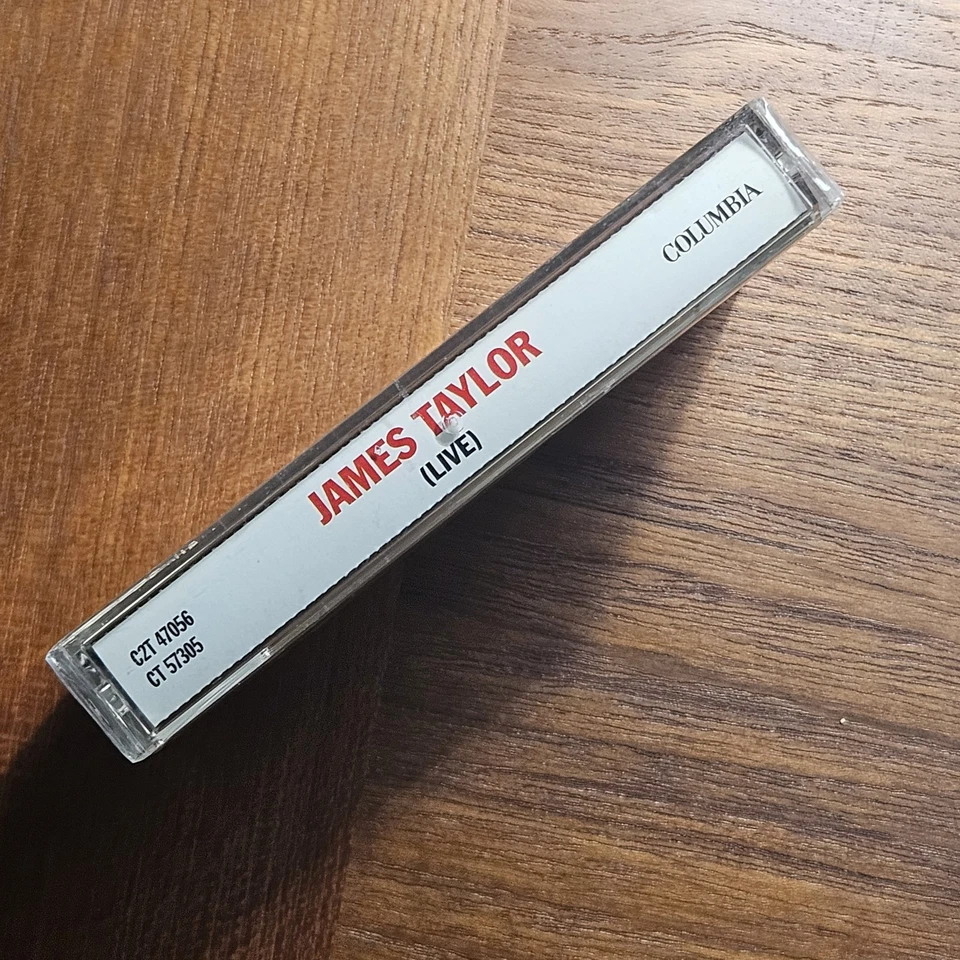 C2T 47056
CT 57305
JAMES TAYLOR
(LIVE)
COLUMBIA